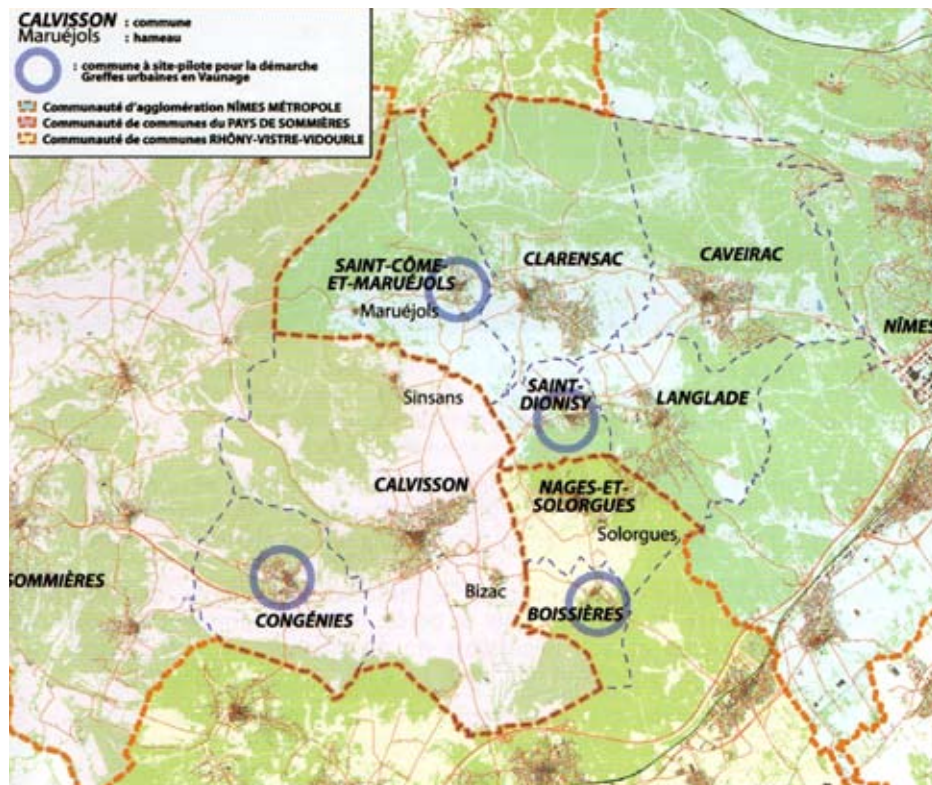 CALVISSON : commune
Maruéjols : hameau
: commune à site-pilote pour la démarche
Greffes urbaines en Vaünage
Communauté d'agglomération NÎMES MÉTROPOLE
Communauté de communes du PAYS DE SOMMIÈRES
Communauté de communes RHÔNY-VISTRE-VIDOURLE
SAINT-CÔME-
ET-MARUÉJOLS
Maruéjols
CLARENSAC
CAVEIRAC
NÎMES
Sinsans
SAINT-
DIONISY
LANGLADE
CALVISSON
NAGES-ET-
SOLORGUES
Solorgues
SOMMIÈRES
Bizac
CONGÉNIES
BOISSIÈRES